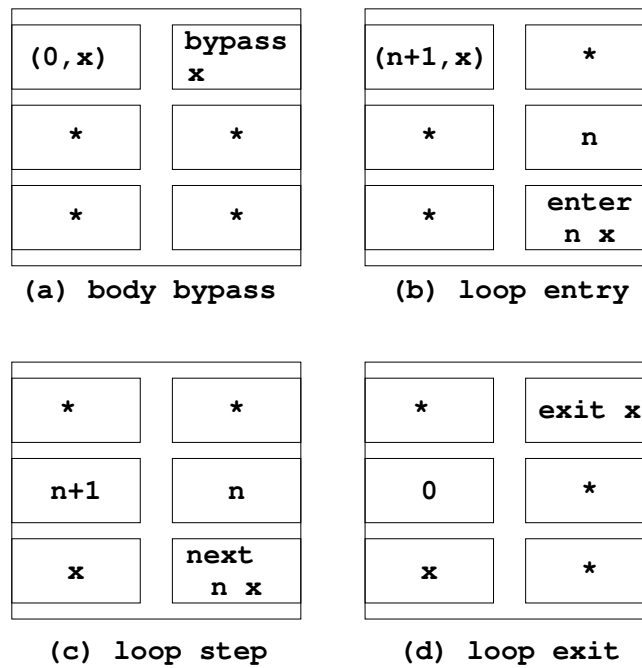 (0,x) bypass
x
* *
* *
(a) body bypass
(n+1,x) *
* n
* enter
n x
(b) loop entry
* *
n+1 n
x next
n x
(c) loop step
* exit x
0 *
x *
(d) loop exit